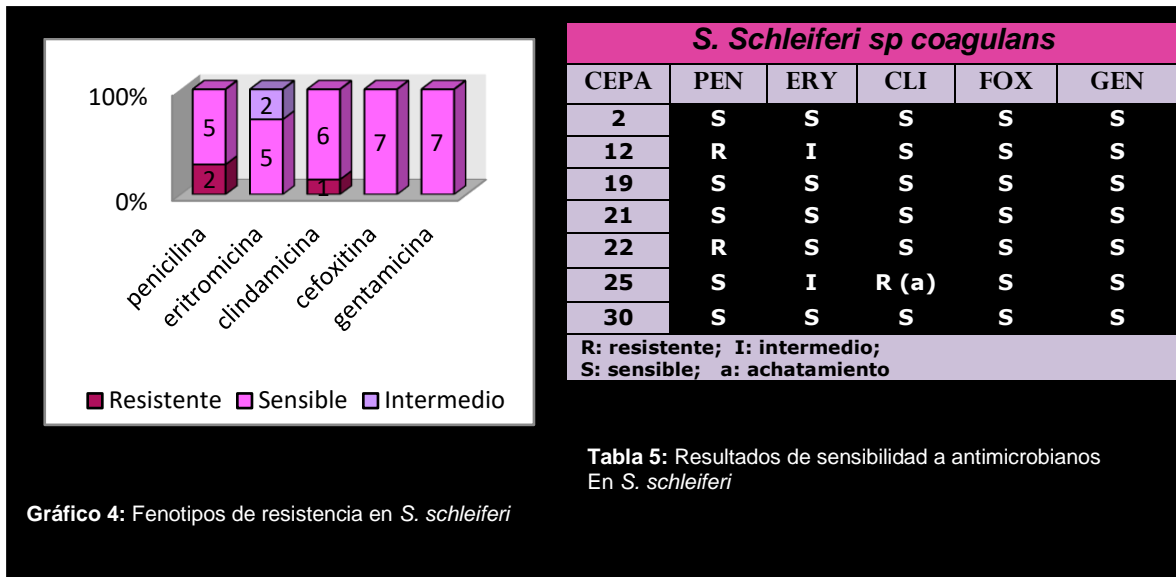 100%
0%
5
2
2
5
6
1
7
7
penicilina
eritromicina
clindamicina
cefoxitina
gentamicina
Resistente Sensible Intermedio
Gráfico 4: Fenotipos de resistencia en S. schleiferi
S. Schleiferi sp coagulans
CEPA PEN ERY CLI FOX GEN
2 S S S S S
12 R I S S S
19 S S S S S
21 S S S S S
22 R S S S S
25 S I R (a) S S
30 S S S S S
R: resistente; I: intermedio;
S: sensible; a: achatamiento
Tabla 5: Resultados de sensibilidad a antimicrobianos
En S. schleiferi